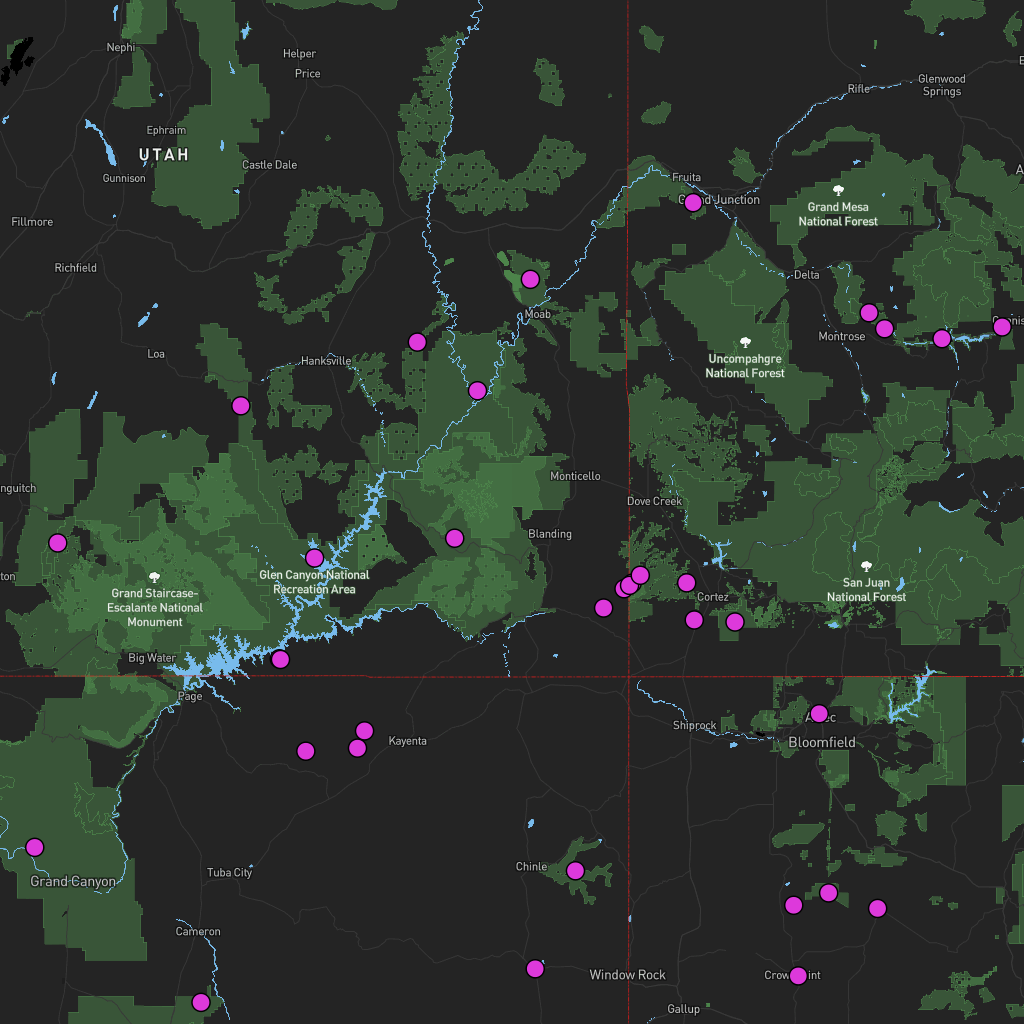 Nephi
Helper
Price
Rifle
Glenwood
Springs
Ephraim
UTAH
Castle Dale
Gunnison
Fruita
Grand Junction
Fillmore
Grand Mesa
National Forest
Richfield
Delta
Moab
Montrose
Loa
Hanksville
Uncompahgre
National Forest
Monticello
nguitch
Dove Creek
Blanding
ton
Glen Canyon National
Recreation Area
Grand Staircase-
Escalante National
Monument
San Juan
National Forest
Cortez
Big Water
Page
Shiprock
Kayenta
Bloomfield
Chinle
Tuba City
Grand Canyon
Cameron
Window Rock
Gallup